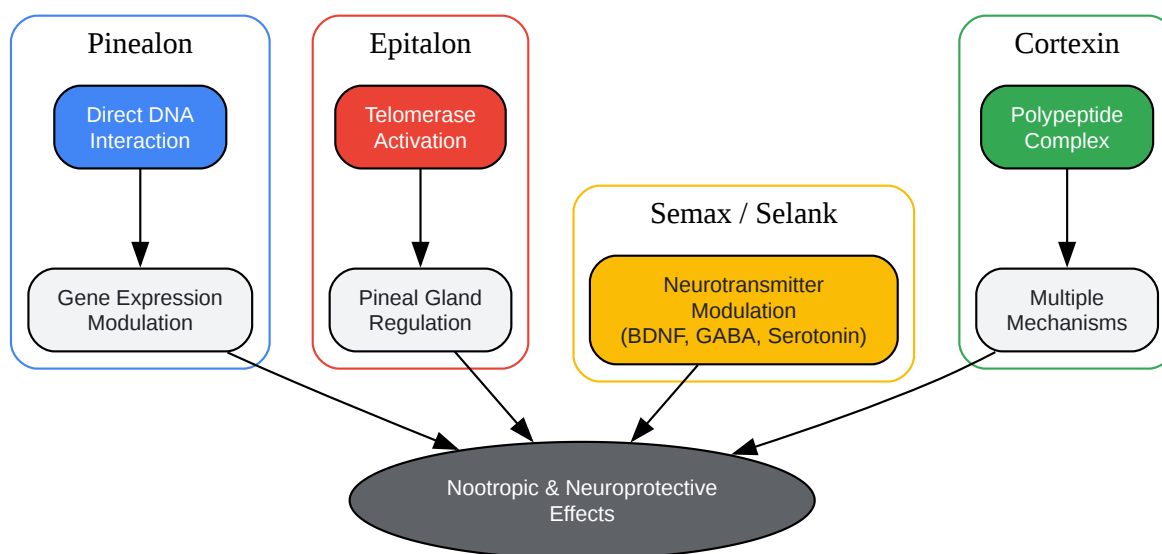 Pinealon
Direct DNA
Interaction
Gene Expression
Modulation
Epitalon
Telomerase
Activation
Pineal Gland
Regulation
Semax / Selank
Neurotransmitter
Modulation
(BDNF, GABA, Serotonin)
Cortexin
Polypeptide
Complex
Multiple
Mechanisms
Nootropic & Neuroprotective
Effects